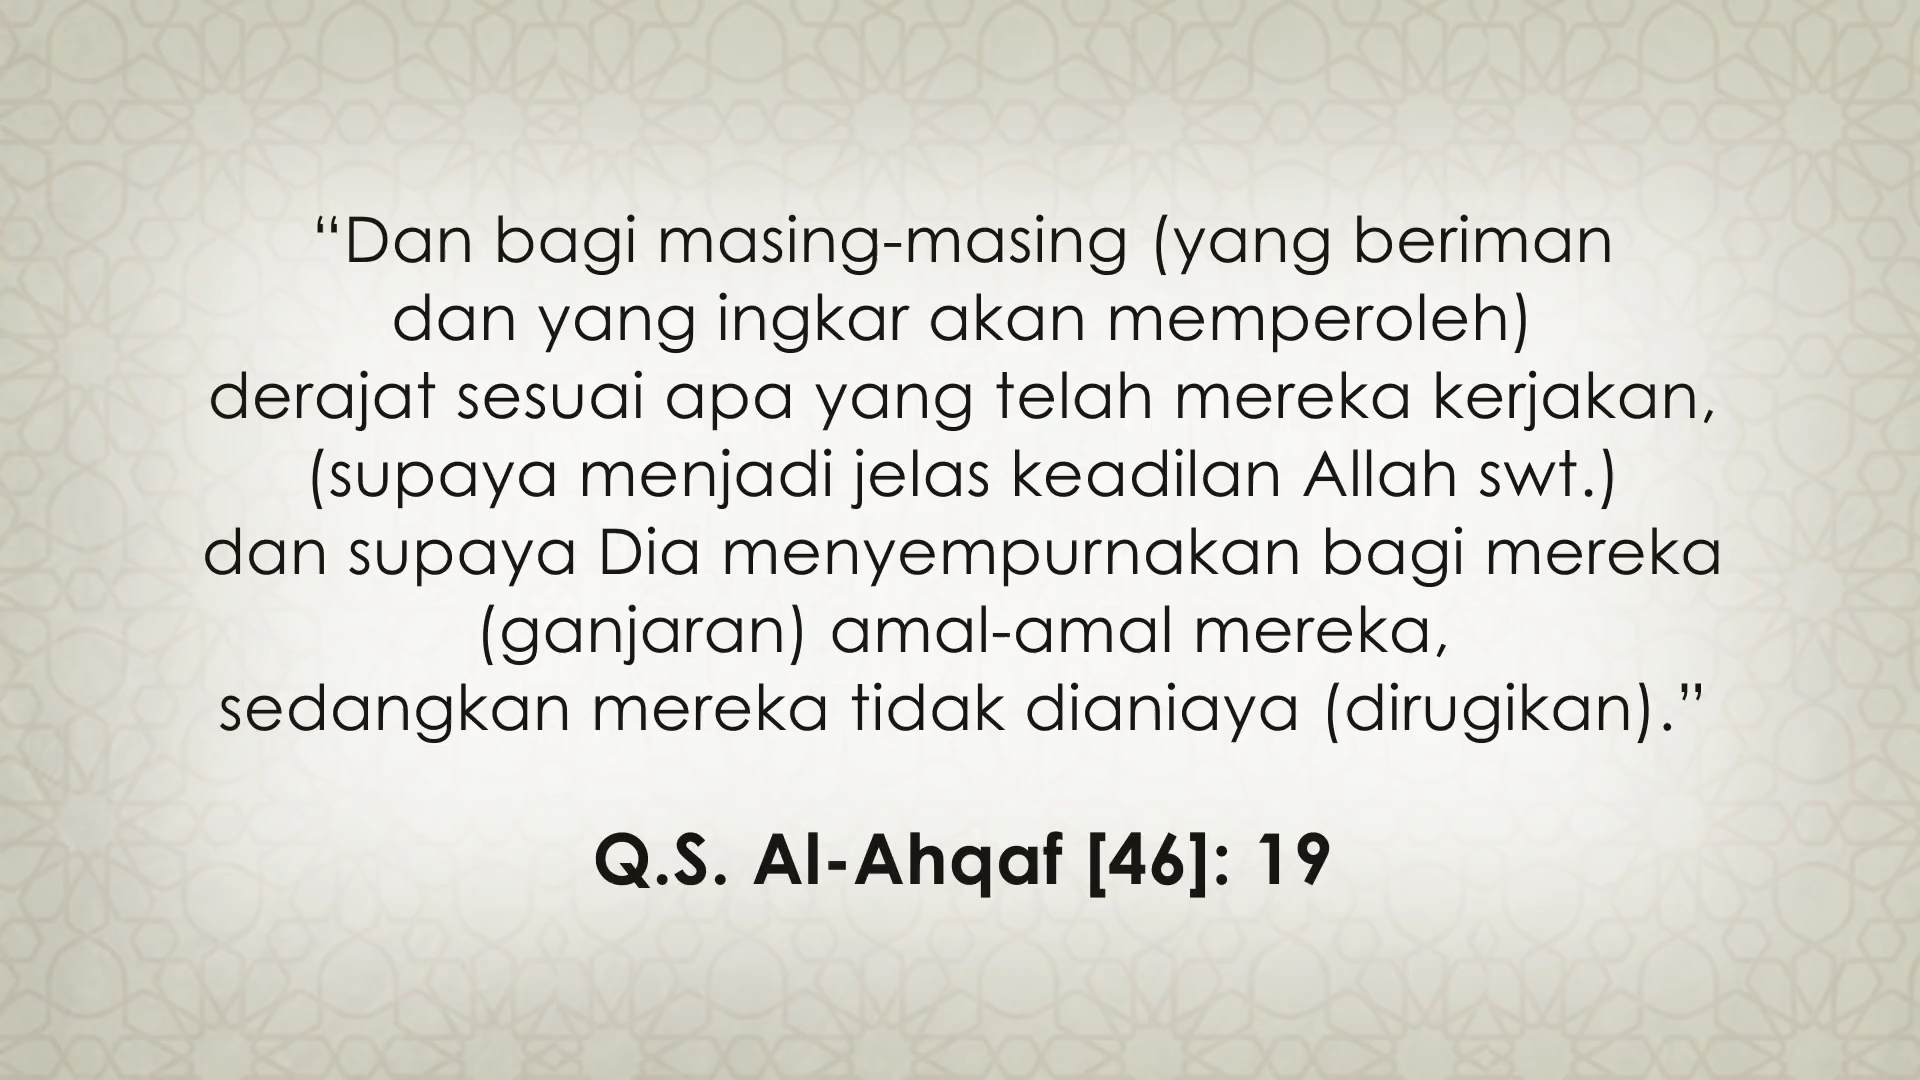 “Dan bagi masing-masing (yang beriman
dan yang ingkar akan memperoleh)
derajat sesuai apa yang telah mereka kerjakan,
(supaya menjadi jelas keadilan Allah swt.)
dan supaya Dia menyempurnakan bagi mereka
(ganjaran) amal-amal mereka,
sedangkan mereka tidak dianiaya (dirugikan).”
Q.S. Al-Ahqaf [46]: 19